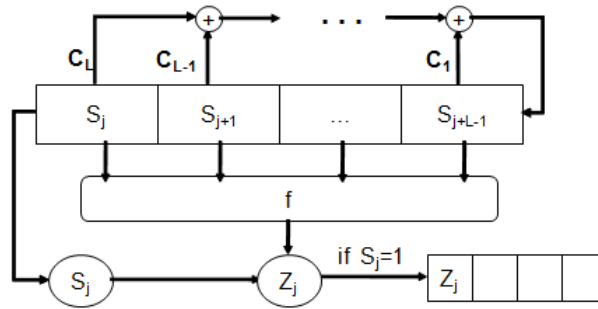 + . . . +
C_L C_{L-1} C_1
S_j S_{j+1} ... S_{j+L-1}
f
S_j Z_j if S_j=1 Z_j